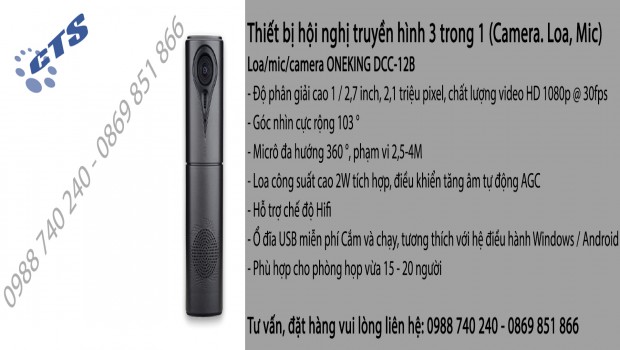 GTS
0988 740 240 - 0869 851 866
Thiết bị hội nghị truyền hình 3 trong 1 (Camera. Loa, Mic)
Loa/mic/camera ONEKING DCC-12B
- Độ phân giải cao 1 / 2,7 inch, 2,1 triệu pixel, chất lượng video HD 1080p @ 30fps
- Góc nhìn cực rộng 103 °
- Micrô đa hướng 360 °, phạm vi 2,5-4M
- Loa công suất cao 2W tích hợp, điều khiển tăng âm tự động AGC
- Hỗ trợ chế độ Hifi
- Ổ đĩa USB miễn phí Cắm và chạy, tương thích với hệ điều hành Windows / Android
- Phù hợp cho phòng họp vừa 15 - 20 người
Tư vấn, đặt hàng vui lòng liên hệ: 0988 740 240 - 0869 851 866